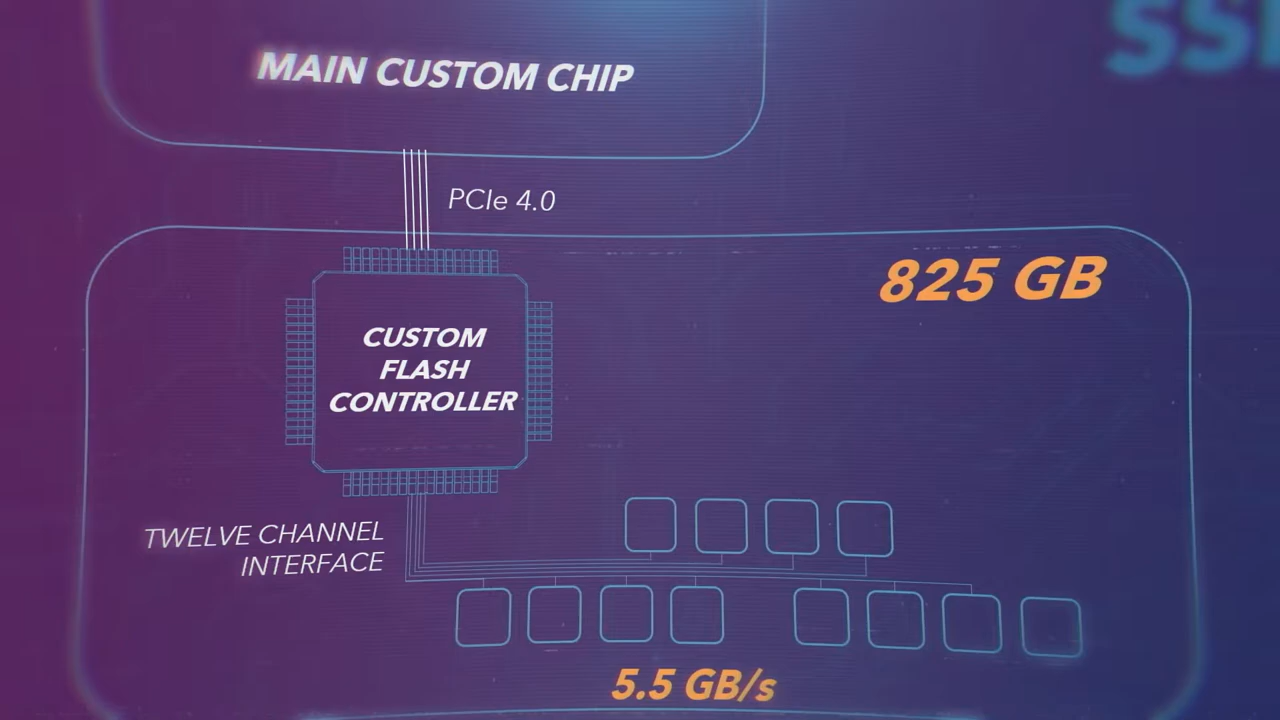 MAIN CUSTOM CHIP
PCIe 4.0
825 GB
CUSTOM
FLASH
CONTROLLER
TWELVE CHANNEL
INTERFACE
5.5 GB/s